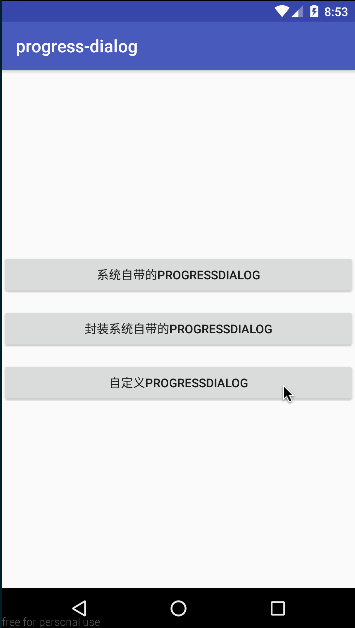 8:53
progress-dialog
系统自带的PROGRESSDIALOG
封装系统自带的PROGRESSDIALOG
自定义PROGRESSDIALOG
free for personal use